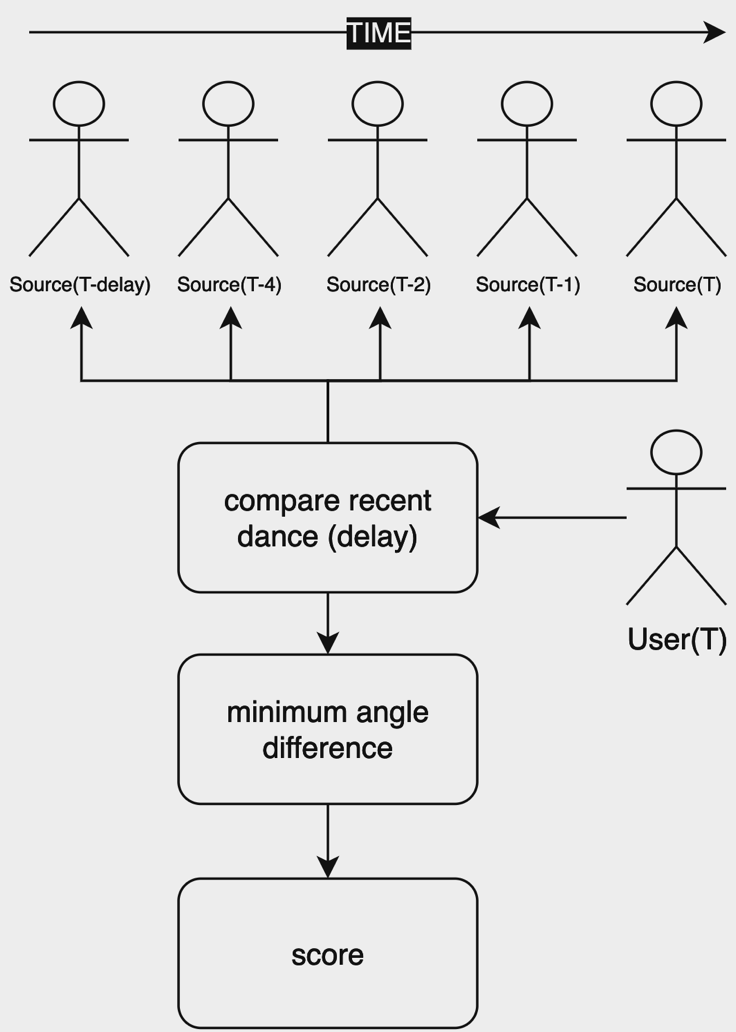 TIME
Source(T-delay) Source(T-4) Source(T-2) Source(T-1) Source(T)
compare recent
dance (delay)
User(T)
minimum angle
difference
score